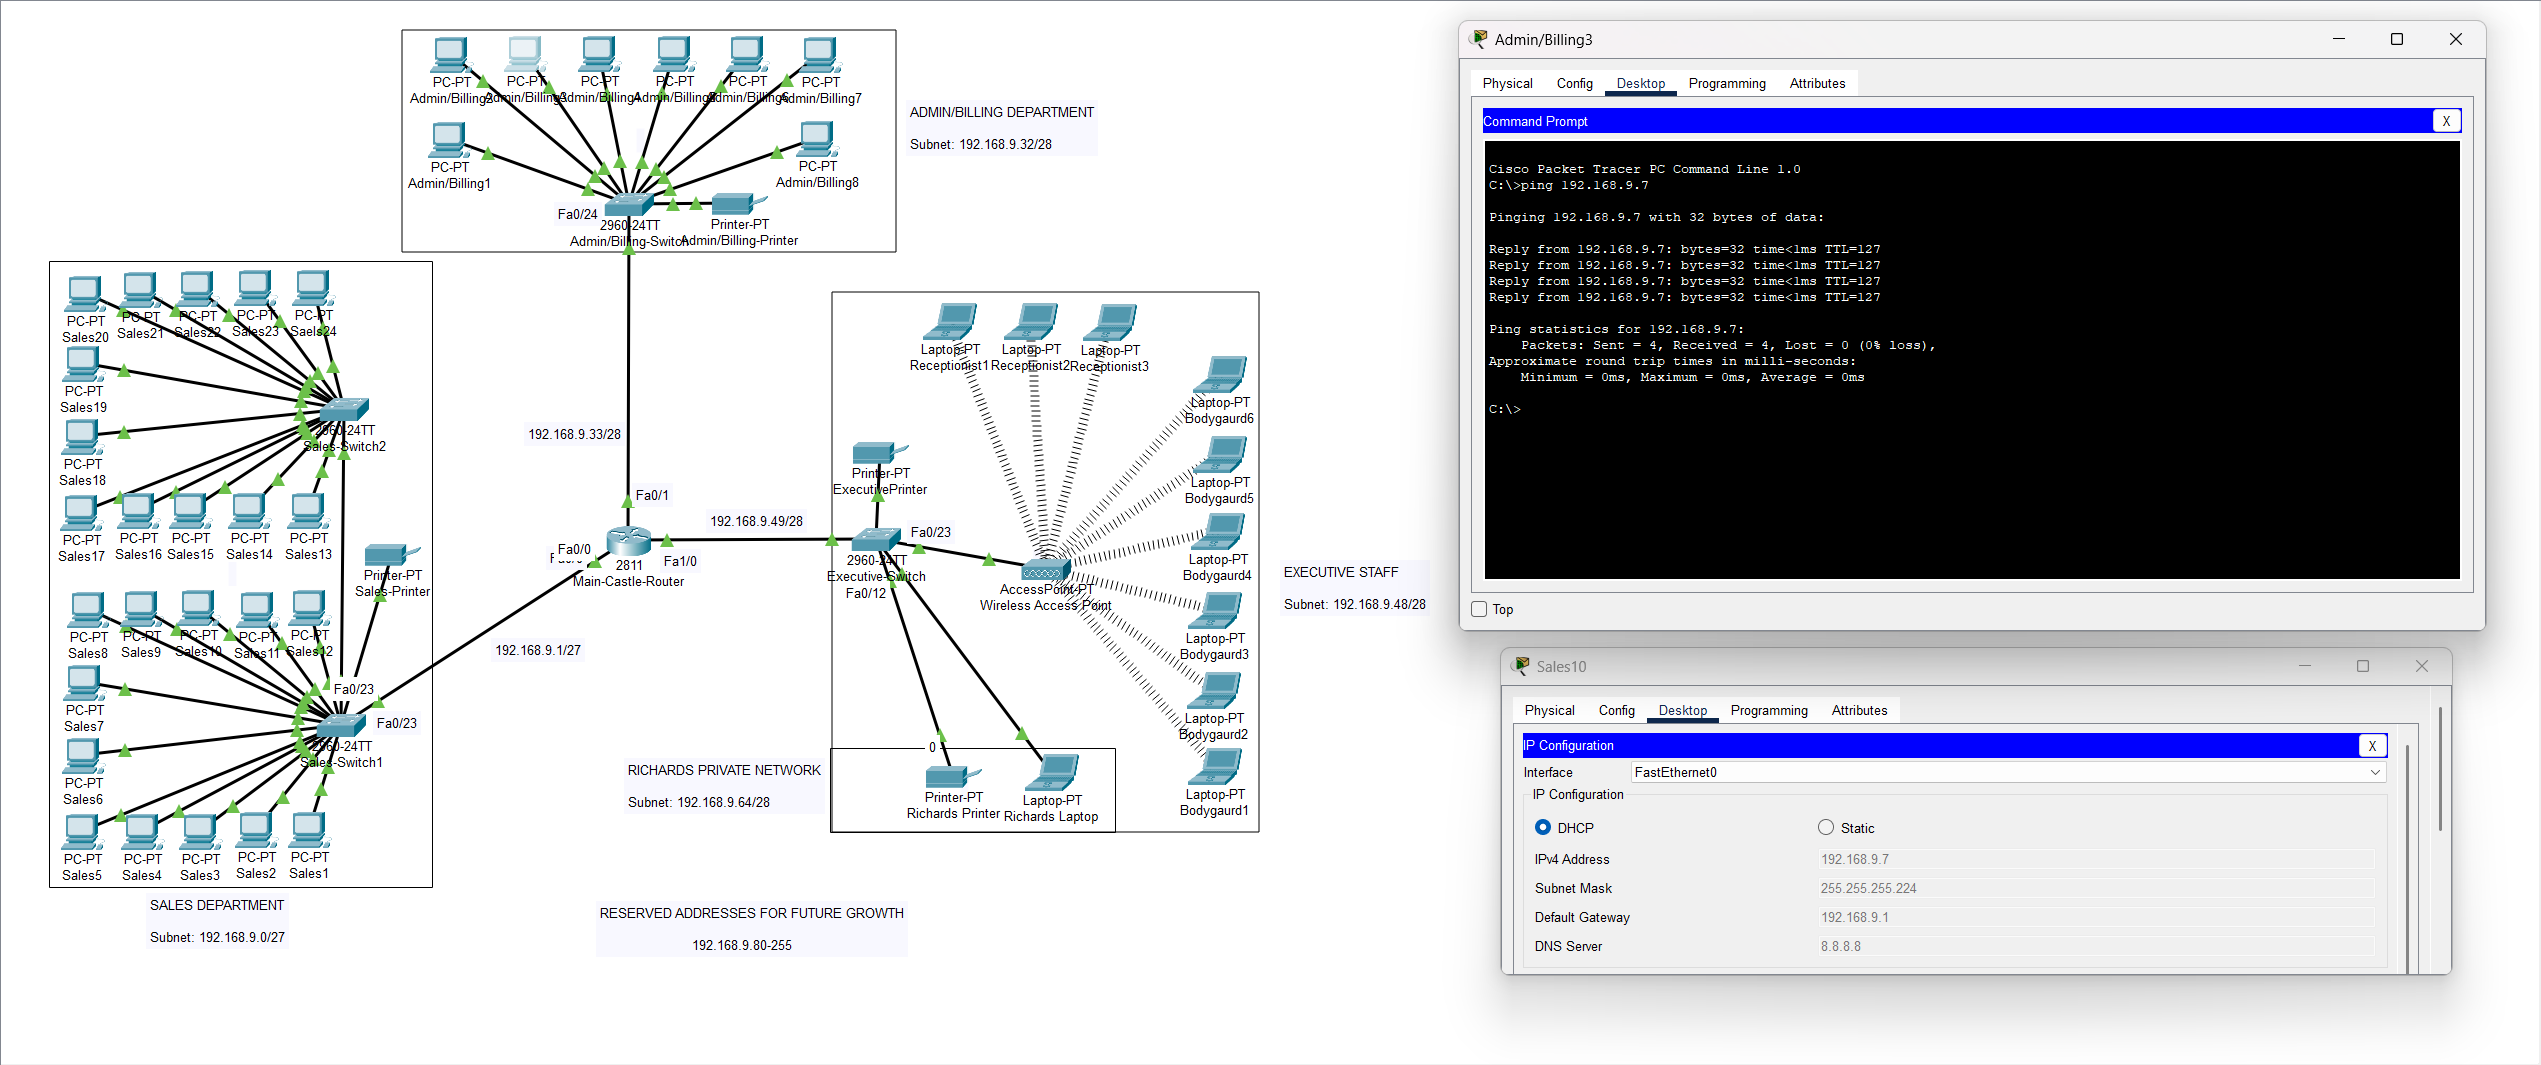 PC-PT
Admin/Billing2
PC-PT
Admin/Billing3
PC-PT
Admin/Billing4
PC-PT
PC-PT
Admin/Billing6
PC-PT
Admin/Billing7
PC-PT
Admin/Billing1
PC-PT
Admin/Billing8
Fa0/24
2960-24TT
Admin/Billing-Switch
Printer-PT
Admin/Billing-Printer
ADMIN/BILLING DEPARTMENT
Subnet: 192.168.9.32/28
PC-PT
Sales20
PC-PT
Sales21
PC-PT
Sales22
PC-PT
Sales23
PC-PT
Saels24
PC-PT
Sales19
PC-PT
Sales18
2960-24TT
Sales-Switch2
PC-PT
Sales17
PC-PT
Sales16
PC-PT
Sales15
PC-PT
Sales14
PC-PT
Sales13
Printer-PT
Sales-Printer
PC-PT
Sales8
PC-PT
Sales9
PC-PT
Sales10
PC-PT
Sales11
PC-PT
Sales12
PC-PT
Sales7
Fa0/23
Fa0/23
2960-24TT
Sales-Switch1
PC-PT
Sales6
PC-PT
Sales5
PC-PT
Sales4
PC-PT
Sales3
PC-PT
Sales2
PC-PT
Sales1
SALES DEPARTMENT
Subnet: 192.168.9.0/27
192.168.9.33/28
Fa0/1
Fa0/0
2811
Main-Castle-Router
Fa1/0
192.168.9.49/28
192.168.9.1/27
Laptop-PT
Receptionist1
Laptop-PT
Receptionist2
Laptop-PT
Receptionist3
Laptop-PT
Bodygaurd6
Laptop-PT
Bodygaurd5
Laptop-PT
Bodygaurd4
Laptop-PT
Bodygaurd3
Laptop-PT
Bodygaurd2
Laptop-PT
Bodygaurd1
Printer-PT
ExecutivePrinter
Fa0/23
2960-24TT
Executive-Switch
Fa0/12
AccessPoint-PT
Wireless Access Point
EXECUTIVE STAFF
Subnet: 192.168.9.48/28
0
RICHARDS PRIVATE NETWORK
Subnet: 192.168.9.64/28
Printer-PT
Richards Printer
Laptop-PT
Richards Laptop
RESERVED ADDRESSES FOR FUTURE GROWTH
192.168.9.80-255
Admin/Billing3
Physical Config Desktop Programming Attributes
Command Prompt
X
Cisco Packet Tracer PC Command Line 1.0
C:\>ping 192.168.9.7
Pinging 192.168.9.7 with 32 bytes of data:
Reply from 192.168.9.7: bytes=32 time<1ms TTL=127
Reply from 192.168.9.7: bytes=32 time<1ms TTL=127
Reply from 192.168.9.7: bytes=32 time<1ms TTL=127
Reply from 192.168.9.7: bytes=32 time<1ms TTL=127
Ping statistics for 192.168.9.7:
Packets: Sent = 4, Received = 4, Lost = 0 (0% loss),
Approximate round trip times in milli-seconds:
Minimum = 0ms, Maximum = 0ms, Average = 0ms
C:\>
Top
Sales10
Physical Config Desktop Programming Attributes
IP Configuration
X
Interface FastEthernet0
IP Configuration
DHCP Static
IPv4 Address 192.168.9.7
Subnet Mask 255.255.255.224
Default Gateway 192.168.9.1
DNS Server 8.8.8.8